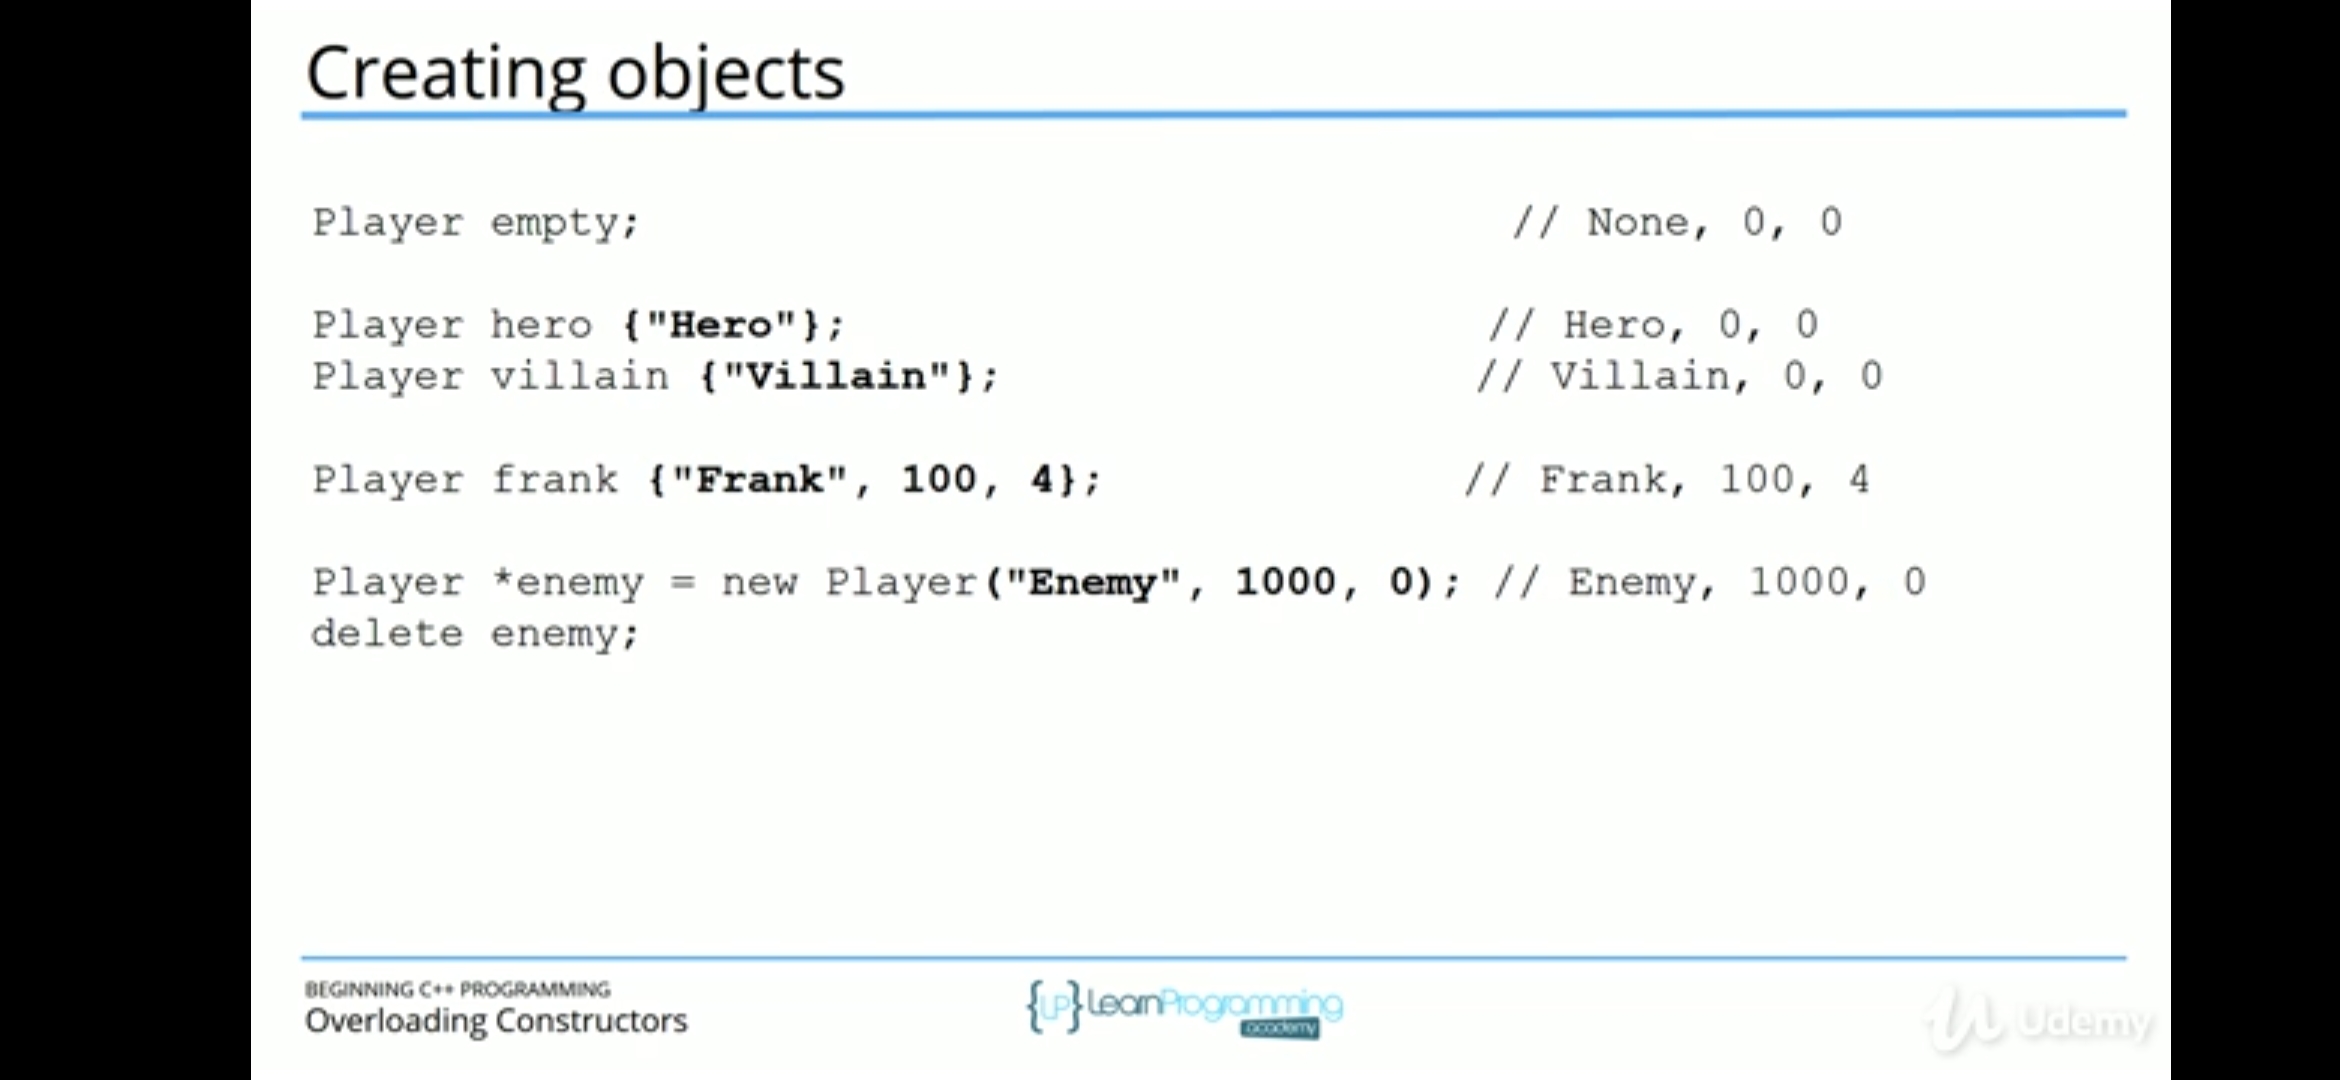 Creating objects
Player empty; // None, 0, 0
Player hero {"Hero"}; // Hero, 0, 0
Player villain {"Villain"}; // Villain, 0, 0
Player frank {"Frank", 100, 4}; // Frank, 100, 4
Player *enemy = new Player("Enemy", 1000, 0); // Enemy, 1000, 0
delete enemy;
BEGINNING C++ PROGRAMMING
Overloading Constructors
{LP} LearnProgramming
academy
Udemy